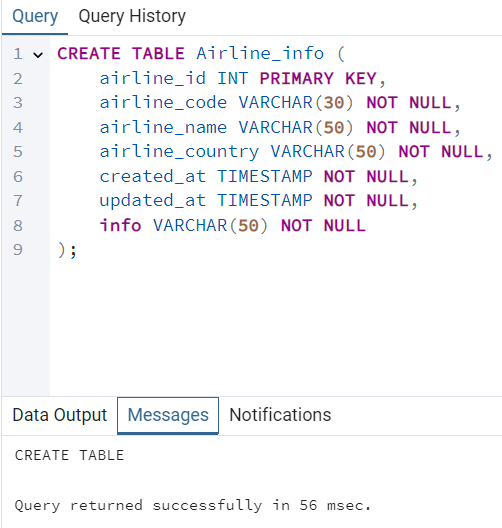 Query Query History
1 CREATE TABLE Airline_info (
2 airline_id INT PRIMARY KEY,
3 airline_code VARCHAR(30) NOT NULL,
4 airline_name VARCHAR(50) NOT NULL,
5 airline_country VARCHAR(50) NOT NULL,
6 created_at TIMESTAMP NOT NULL,
7 updated_at TIMESTAMP NOT NULL,
8 info VARCHAR(50) NOT NULL
9 );
Data Output Messages Notifications
CREATE TABLE
Query returned successfully in 56 msec.